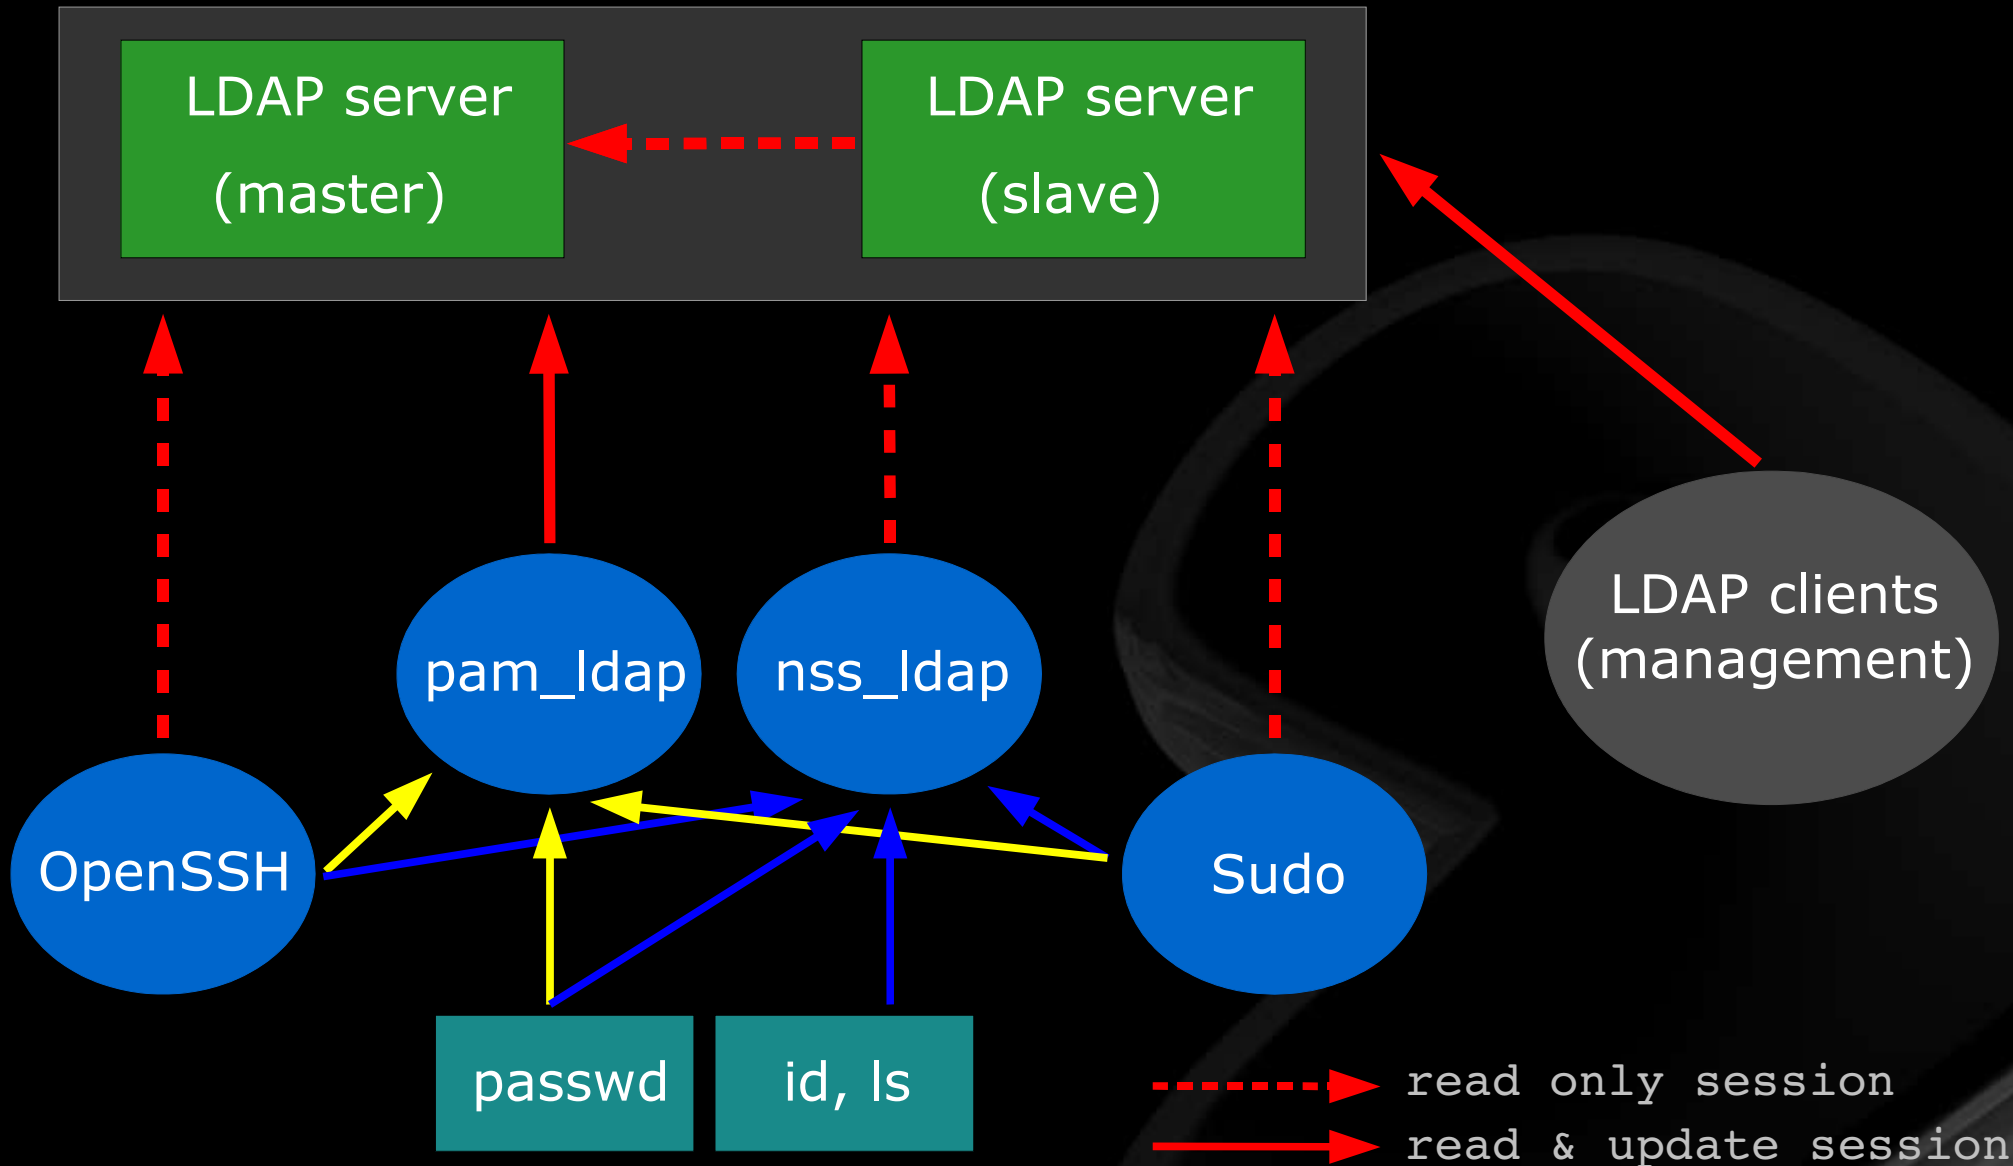 LDAP server
(master)
LDAP server
(slave)
LDAP clients
(management)
pam_ldap
nss_ldap
OpenSSH
Sudo
passwd
id, ls
read only session
read & update session